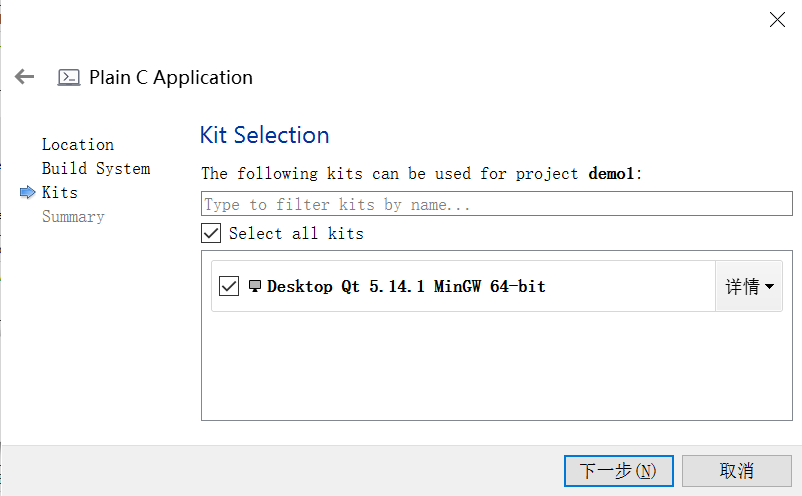 Plain C Application
Location
Build System
Kits
Summary
Kit Selection
The following kits can be used for project demo1:
Type to filter kits by name...
Select all kits
Desktop Qt 5.14.1 MinGW 64-bit
详情
下一步(N)
取消